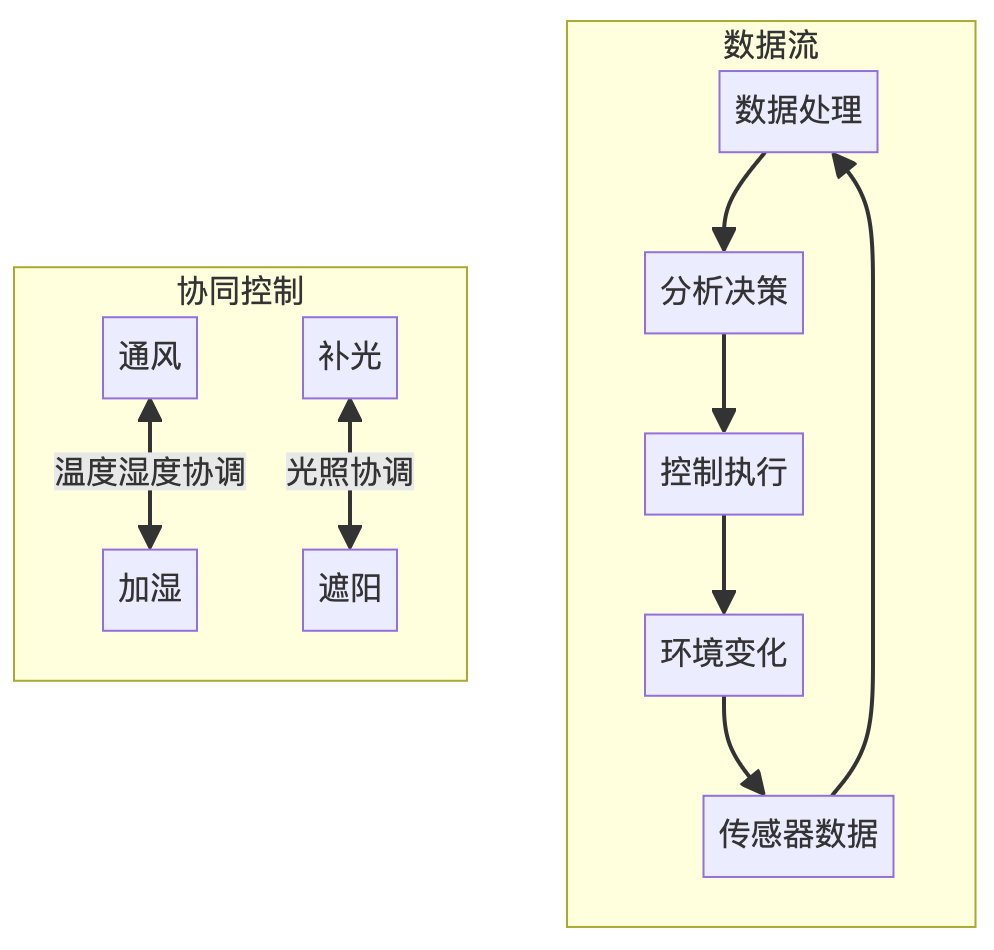 协同控制
通风
补光
温度湿度协调
光照协调
加湿
遮阳
数据流
数据处理
分析决策
控制执行
环境变化
传感器数据